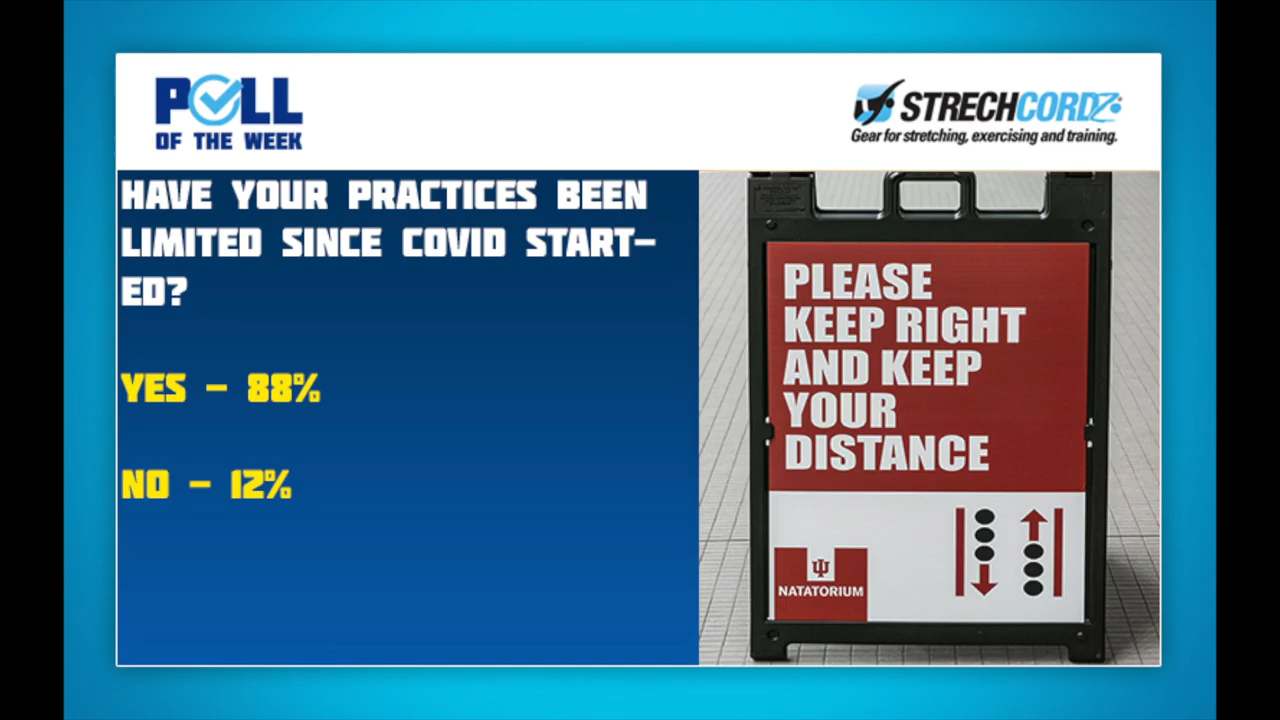 POLL
OF THE WEEK
STRECHCORDZ
Gear for stretching, exercising and training.
HAVE YOUR PRACTICES BEEN
LIMITED SINCE COVID START-
ED?
YES - 88%
NO - 12%
PLEASE
KEEP RIGHT
AND KEEP
YOUR
DISTANCE
NATATORIUM